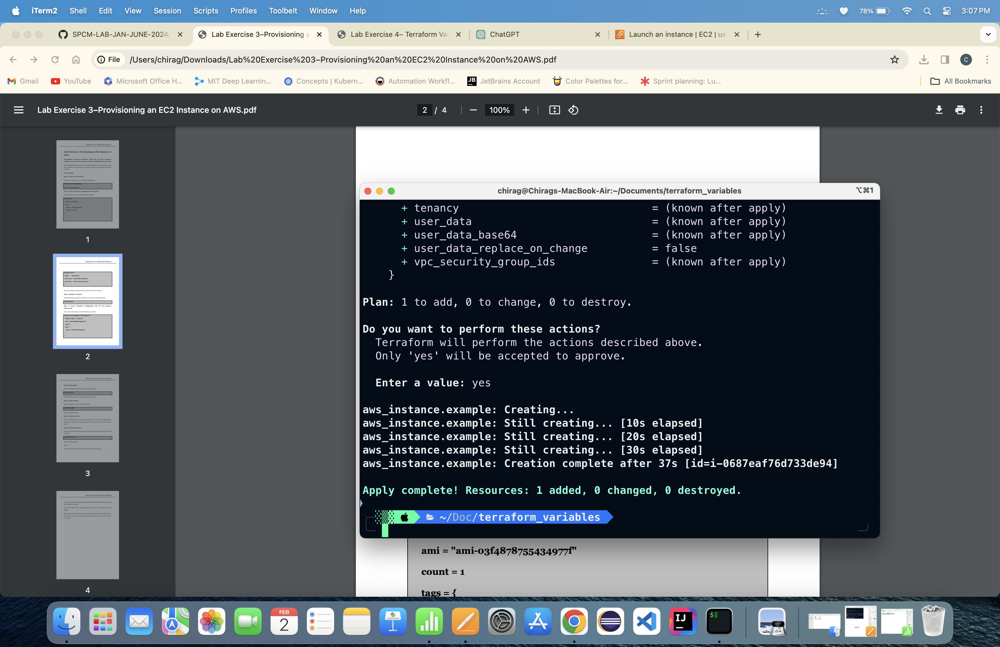 iTerm2 Shell Edit View Session Scripts Profiles Toolbelt Window Help 78% 3:07 PM
SPCM-LAB-JAN-JUNE-2024/ Lab Exercise 3–Provisioning a Lab Exercise 4– Terraform Va ChatGPT Launch an instance | EC2 | us-
File /Users/chirag/Downloads/Lab%20Exercise%203–Provisioning%20an%20EC2%20Instance%20on%20AWS.pdf C
Gmail YouTube Microsoft Office H... MIT Deep Learnin... Concepts | Kubern... Automation Workfl... JB JetBrains Account Color Palettes for... Sprint planning: Lu... All Bookmarks
Lab Exercise 3–Provisioning an EC2 Instance on AWS.pdf 2 / 4 100%
1
2
3
4
chirag@Chirags-MacBook-Air:~/Documents/terraform_variables ⌥⌘1
+ tenancy = (known after apply)
+ user_data = (known after apply)
+ user_data_base64 = (known after apply)
+ user_data_replace_on_change = false
+ vpc_security_group_ids = (known after apply)
}
Plan: 1 to add, 0 to change, 0 to destroy.
Do you want to perform these actions?
Terraform will perform the actions described above.
Only 'yes' will be accepted to approve.
Enter a value: yes
aws_instance.example: Creating...
aws_instance.example: Still creating... [10s elapsed]
aws_instance.example: Still creating... [20s elapsed]
aws_instance.example: Still creating... [30s elapsed]
aws_instance.example: Creation complete after 37s [id=i-0687eaf76d733de94]
Apply complete! Resources: 1 added, 0 changed, 0 destroyed.
~/Doc/terraform_variables
ami = "ami-03f4878755434977f"
count = 1
tags = {
FEB
2
IJ
$